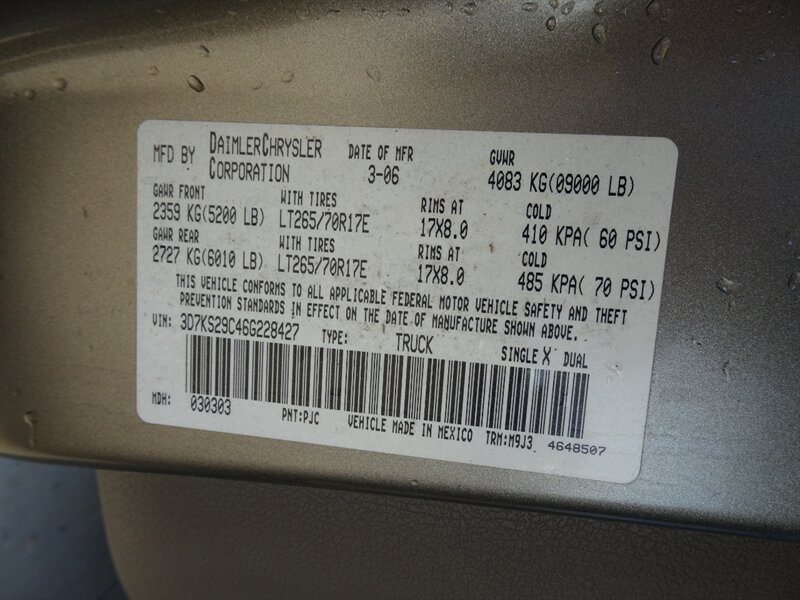 MFD BY DAIMLERCHRYSLER CORPORATION DATE OF MFR 3-06 GVWR 4083 KG(09000 LB)
GAWR FRONT WITH TIRES RIMS AT COLD
2359 KG(5200 LB) LT265/70R17E 17X8.0 410 KPA( 60 PSI)
GAWR REAR WITH TIRES RIMS AT COLD
2727 KG(6010 LB) LT265/70R17E 17X8.0 485 KPA( 70 PSI)
THIS VEHICLE CONFORMS TO ALL APPLICABLE FEDERAL MOTOR VEHICLE SAFETY AND THEFT
PREVENTION STANDARDS IN EFFECT ON THE DATE OF MANUFACTURE SHOWN ABOVE.
VIN: 3D7KS29C46G228427 TYPE: TRUCK SINGLE X DUAL
MDH: 030303 PNT:PJC VEHICLE MADE IN MEXICO TRM:M9J3 4648507